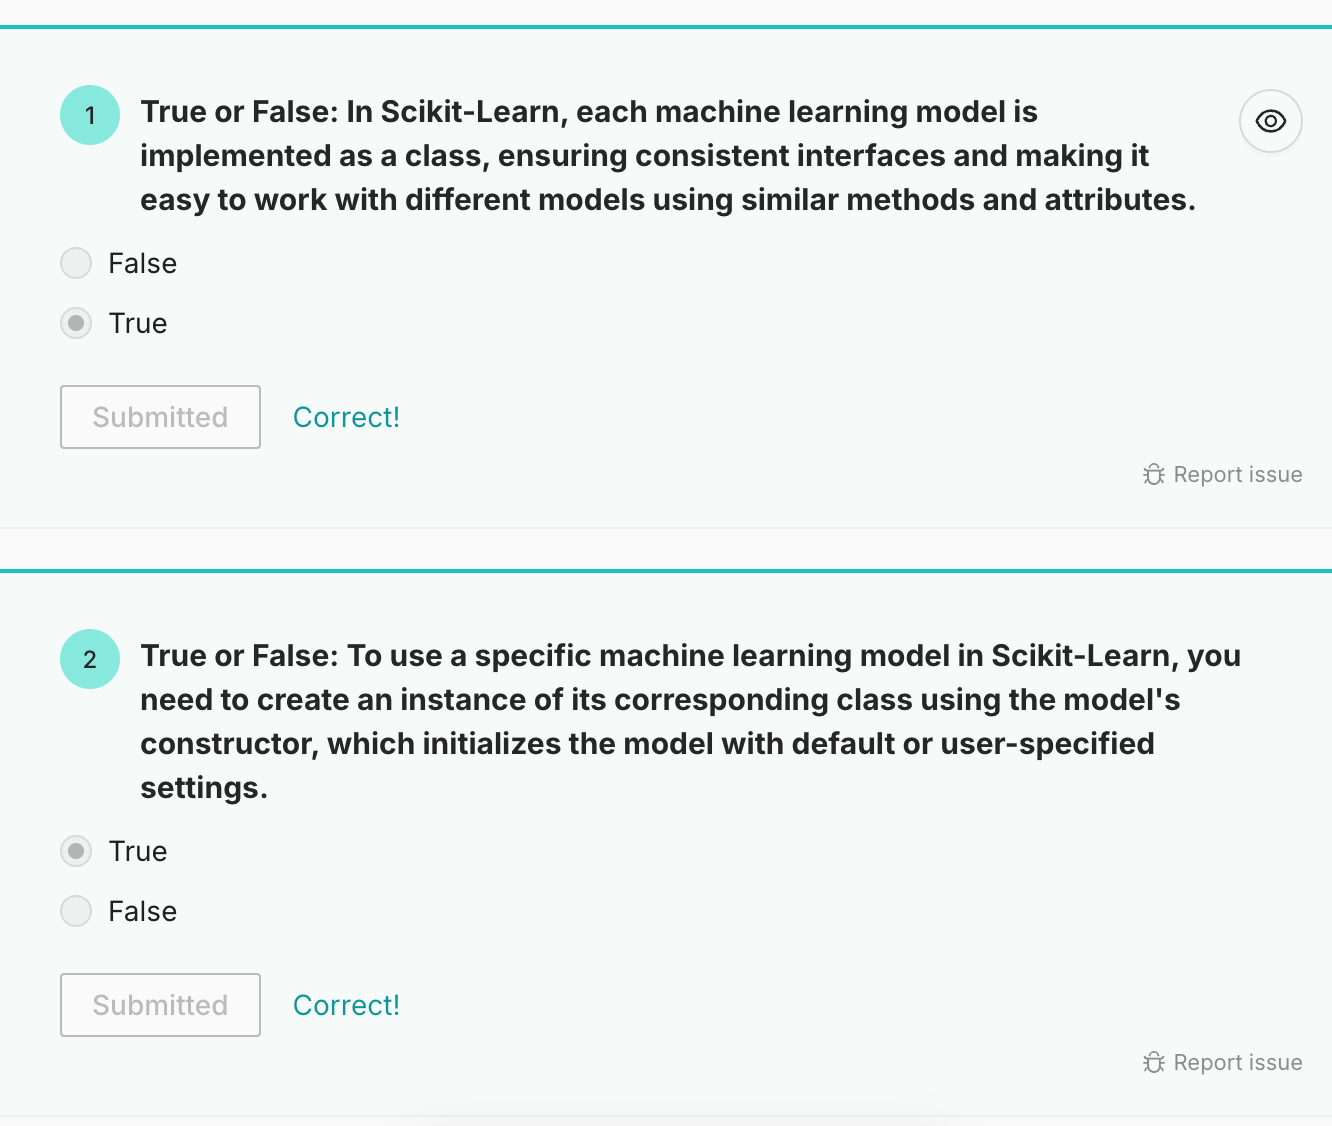 1
True or False: In Scikit-Learn, each machine learning model is
implemented as a class, ensuring consistent interfaces and making it
easy to work with different models using similar methods and attributes.
False
True
Submitted Correct!
Report issue
2
True or False: To use a specific machine learning model in Scikit-Learn, you
need to create an instance of its corresponding class using the model's
constructor, which initializes the model with default or user-specified
settings.
True
False
Submitted Correct!
Report issue